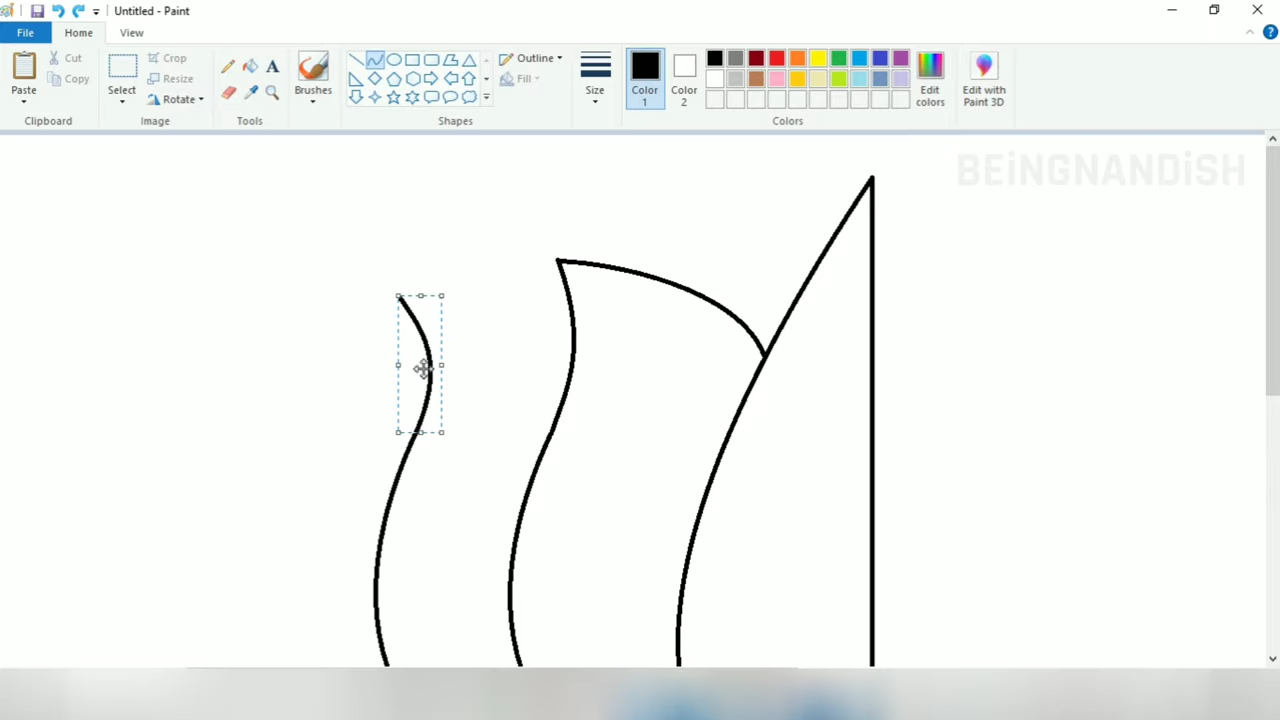 Untitled - Paint
File Home View
Paste
Cut
Copy
Clipboard
Select
Crop
Resize
Rotate
Image
A
Tools
Brushes
Outline
Fill
Shapes
Size
Color 1
Color 2
Edit colors
Colors
Edit with Paint 3D
BEiNGNANDiSH